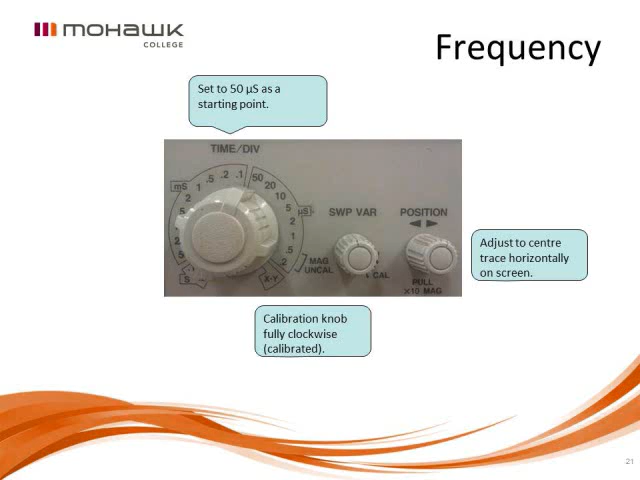 mohawk
COLLEGE
Frequency
Set to 50 µS as a
starting point.
TIME/DIV
mS
2
1
.5
.2
.1
50
20
10
5
µS
2
1
.5
.2
5
2
.5
S
X-Y
SWP VAR
MAG
UNCAL
CAL
POSITION
PULL
×10 MAG
Adjust to centre
trace horizontally
on screen.
Calibration knob
fully clockwise
(calibrated).
21